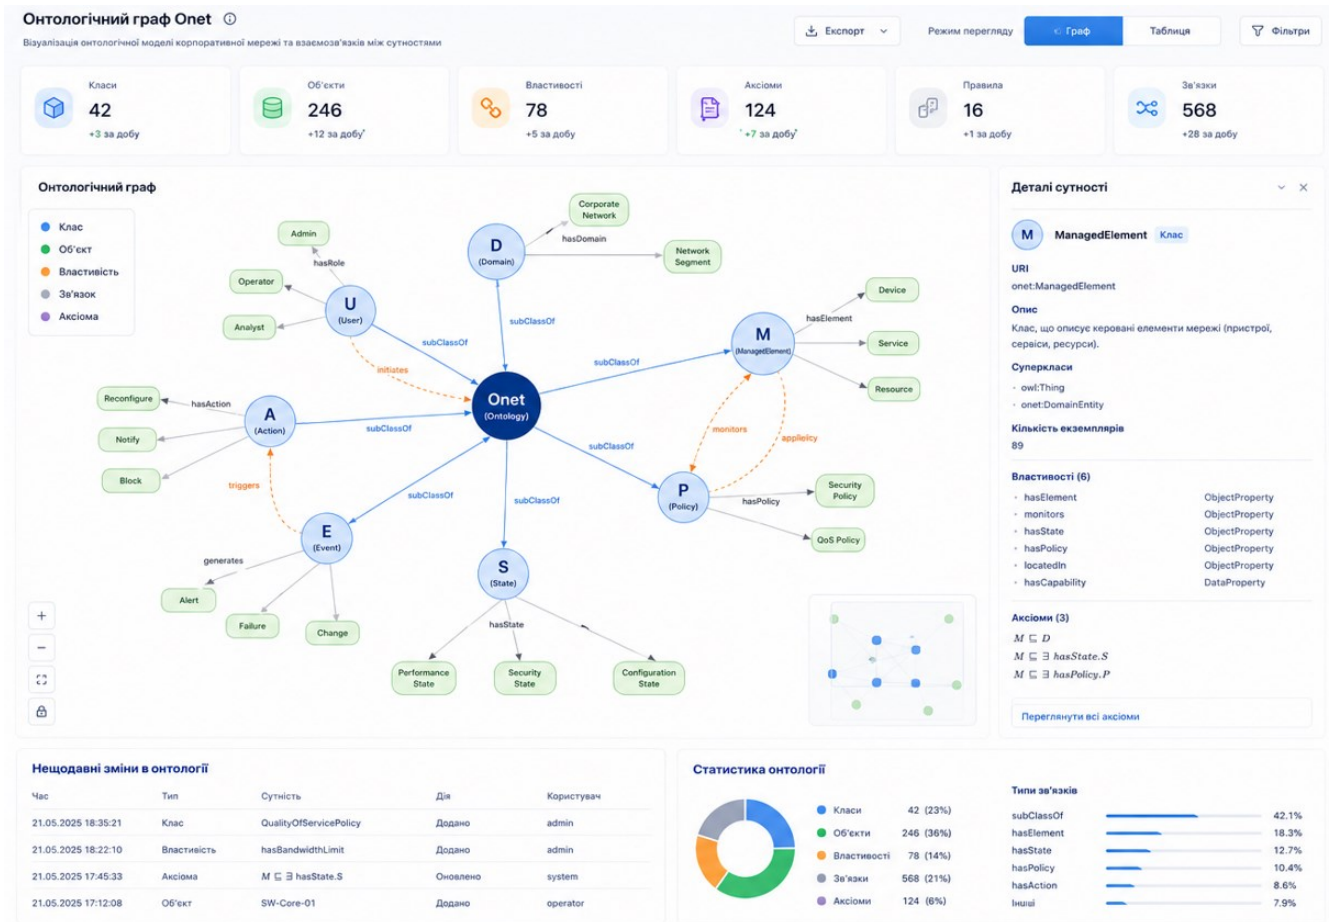 Онтологічний граф Onet
Візуалізація онтологічної моделі корпоративної мережі та взаємозв'язків між сутностями
Експорт
Режим перегляду
Граф
Таблиця
Фільтри
Класи
42
+3 за добу
Об'єкти
246
+12 за добу
Властивості
78
+5 за добу
Аксіоми
124
+7 за добу
Правила
16
+1 за добу
Зв'язки
568
+28 за добу
Онтологічний граф
Клас
Об'єкт
Властивість
Зв'язок
Аксіома
Admin
hasRole
Operator
Analyst
U
(User)
subClassOf
initiates
D
(Domain)
Corporate
Network
hasDomain
Network
Segment
subClassOf
M
(ManagedElement)
hasElement
Device
Service
Resource
subClassOf
Onet
(Ontology)
Reconfigure
hasAction
Notify
Block
A
(Action)
subClassOf
triggers
monitors
applielicy
subClassOf
P
(Policy)
hasPolicy
Security
Policy
QoS Policy
subClassOf
E
(Event)
generates
Alert
Failure
Change
subClassOf
S
(State)
hasState
Performance
State
Security
State
Configuration
State
Деталі сутності
M
ManagedElement
Клас
URI
onet:ManagedElement
Опис
Клас, що описує керовані елементи мережі (пристрої,
сервіси, ресурси).
Суперкласи
owl:Thing
onet:DomainEntity
Кількість екземплярів
89
Властивості (6)
hasElement ObjectProperty
monitors ObjectProperty
hasState ObjectProperty
hasPolicy ObjectProperty
locatedIn ObjectProperty
hasCapability DataProperty
Аксіоми (3)
M ⊑ D
M ⊑ ∃ hasState.S
M ⊑ ∃ hasPolicy.P
Переглянути всі аксіоми
Нещодавні зміни в онтології
Час Тип Сутність Дія Користувач
21.05.2025 18:35:21 Клас QualityOfServicePolicy Додано admin
21.05.2025 18:22:10 Властивість hasBandwidthLimit Додано admin
21.05.2025 17:45:33 Аксіома M ⊑ ∃ hasState.S Оновлено system
21.05.2025 17:12:08 Об'єкт SW-Core-01 Додано operator
Статистика онтології
Класи 42 (23%)
Об'єкти 246 (36%)
Властивості 78 (14%)
Зв'язки 568 (21%)
Аксіоми 124 (6%)
Типи зв'язків
subClassOf 42.1%
hasElement 18.3%
hasState 12.7%
hasPolicy 10.4%
hasAction 8.6%
Інші 7.9%